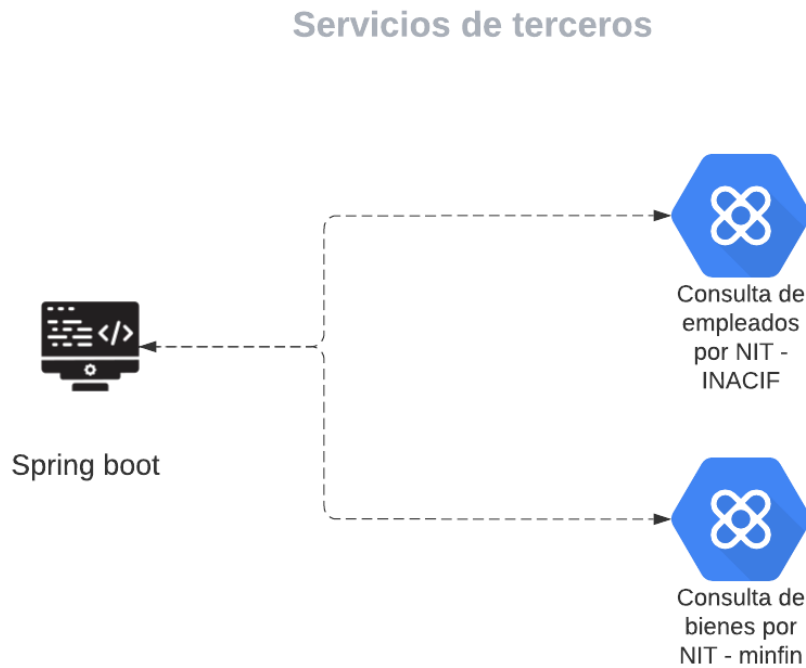 Servicios de terceros
Consulta de
empleados
por NIT -
INACIF
</>
Spring boot
Consulta de
bienes por
NIT - minfin